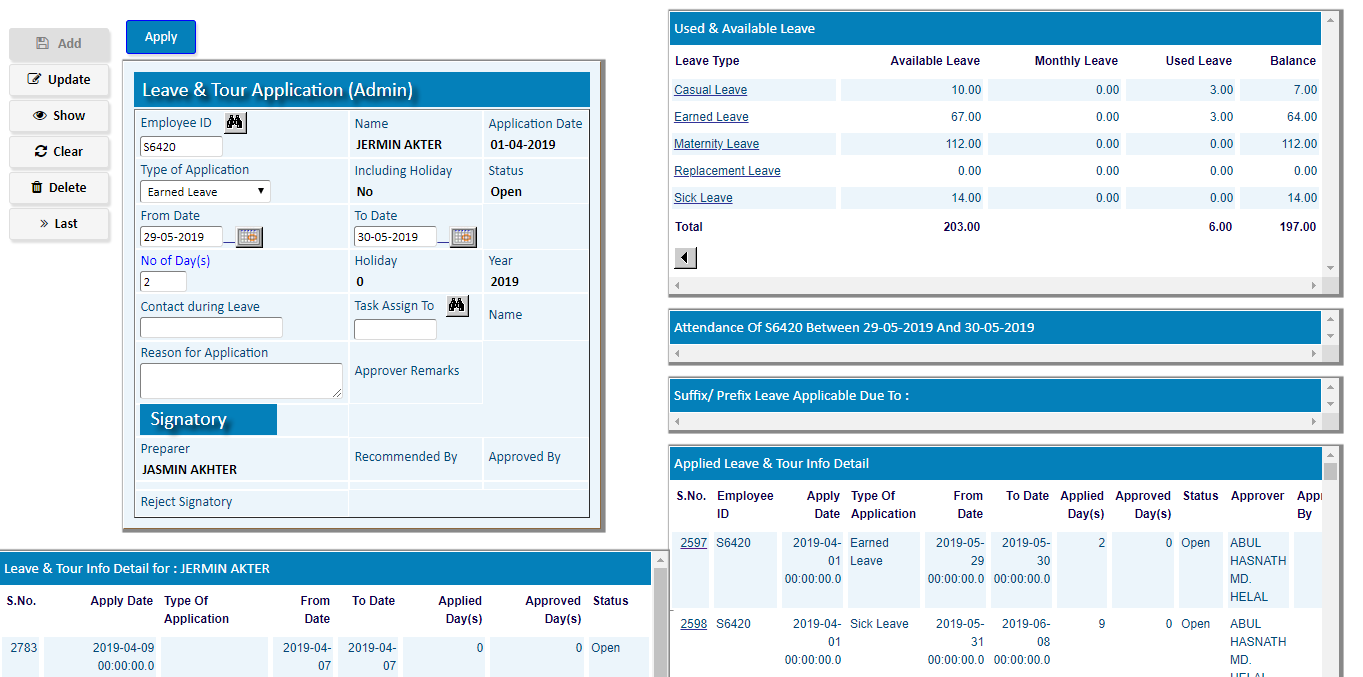 Add
Update
Show
Clear
Delete
Last
Apply
Leave & Tour Application (Admin)
Employee ID
Name
Application Date
S6420
JERMIN AKTER
01-04-2019
Type of Application
Including Holiday
Status
Earned Leave
No
Open
From Date
To Date
29-05-2019
30-05-2019
No of Day(s)
Holiday
Year
2
0
2019
Contact during Leave
Task Assign To
Name
Reason for Application
Approver Remarks
Signatory
Preparer
Recommended By
Approved By
JASMIN AKHTER
Reject Signatory
Leave & Tour Info Detail for : JERMIN AKTER
S.No. Apply Date Type Of From To Date Applied Approved Status
Application Date Day(s) Day(s)
2783 2019-04-09 2019-04- 2019-04- 0 0 Open
00:00:00.0 07 07
Used & Available Leave
Leave Type Available Leave Monthly Leave Used Leave Balance
Casual Leave 10.00 0.00 3.00 7.00
Earned Leave 67.00 0.00 3.00 64.00
Maternity Leave 112.00 0.00 0.00 112.00
Replacement Leave 0.00 0.00 0.00 0.00
Sick Leave 14.00 0.00 0.00 14.00
Total 203.00 6.00 197.00
Attendance Of S6420 Between 29-05-2019 And 30-05-2019
Suffix/ Prefix Leave Applicable Due To :
Applied Leave & Tour Info Detail
S.No. Employee Apply Type Of From To Date Applied Approved Status Approver Appr
ID Date Application Date Day(s) Day(s) By
2597 S6420 2019-04- Earned 2019-05- 2019-05- 2 0 Open ABUL
01 Leave 29 30 HASNATH
00:00:00.0 00:00:00.0 00:00:00.0 MD.
HELAL
2598 S6420 2019-04- Sick Leave 2019-05- 2019-06- 9 0 Open ABUL
01 31 08 HASNATH
00:00:00.0 00:00:00.0 00:00:00.0 MD.
HELAL